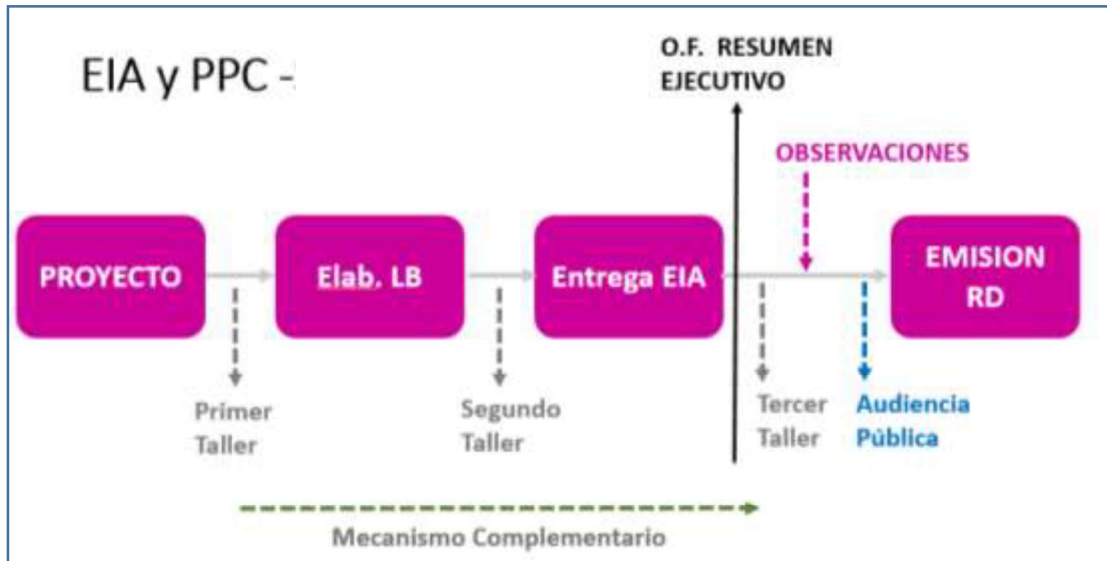 EIA y PPC -
O.F. RESUMEN
EJECUTIVO
OBSERVACIONES
PROYECTO
Elab. LB
Entrega EIA
EMISION
RD
Primer
Taller
Segundo
Taller
Tercer
Taller
Audiencia
Pública
Mecanismo Complementario